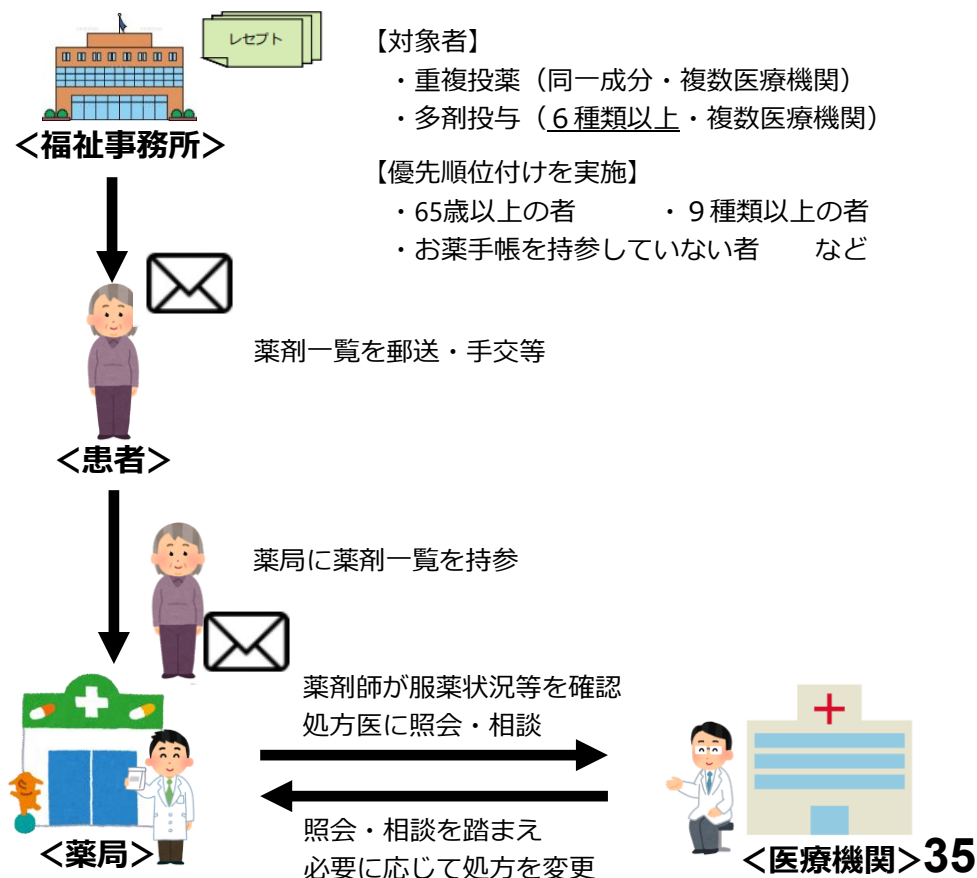 レセプト
<福祉事務所>
【対象者】
・重複投薬（同一成分・複数医療機関）
・多剤投与（６種類以上・複数医療機関）
【優先順位付けを実施】
・65歳以上の者　・９種類以上の者
・お薬手帳を持参していない者　など
薬剤一覧を郵送・手交等
<患者>
薬局に薬剤一覧を持参
薬剤師が服薬状況等を確認
処方医に照会・相談
照会・相談を踏まえ
必要に応じて処方を変更
<薬局>
<医療機関>35